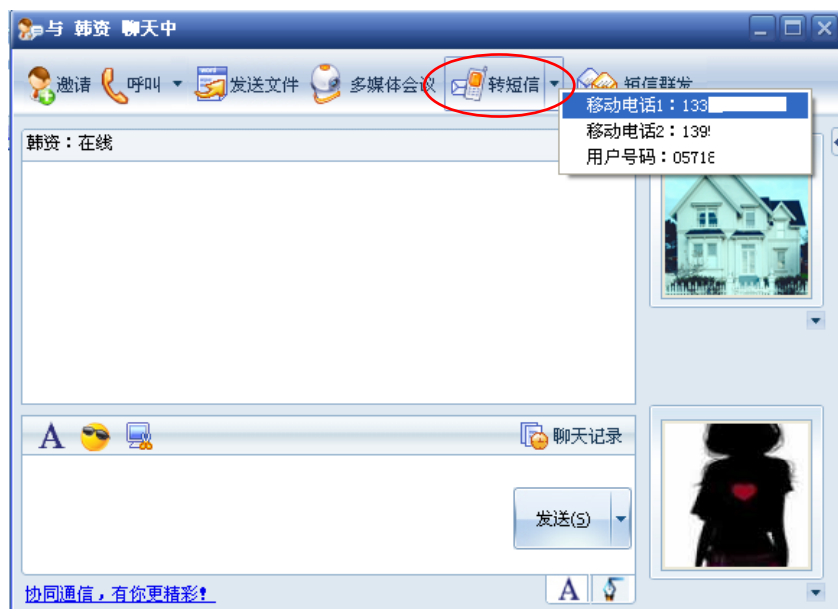 与 韩资 聊天中
邀请 呼叫 发送文件 多媒体会议 转短信 短信群发
移动电话1：133
移动电话2：139
用户号码：05718
韩资：在线
A 聊天记录
发送(S)
协同通信，有你更精彩！ A